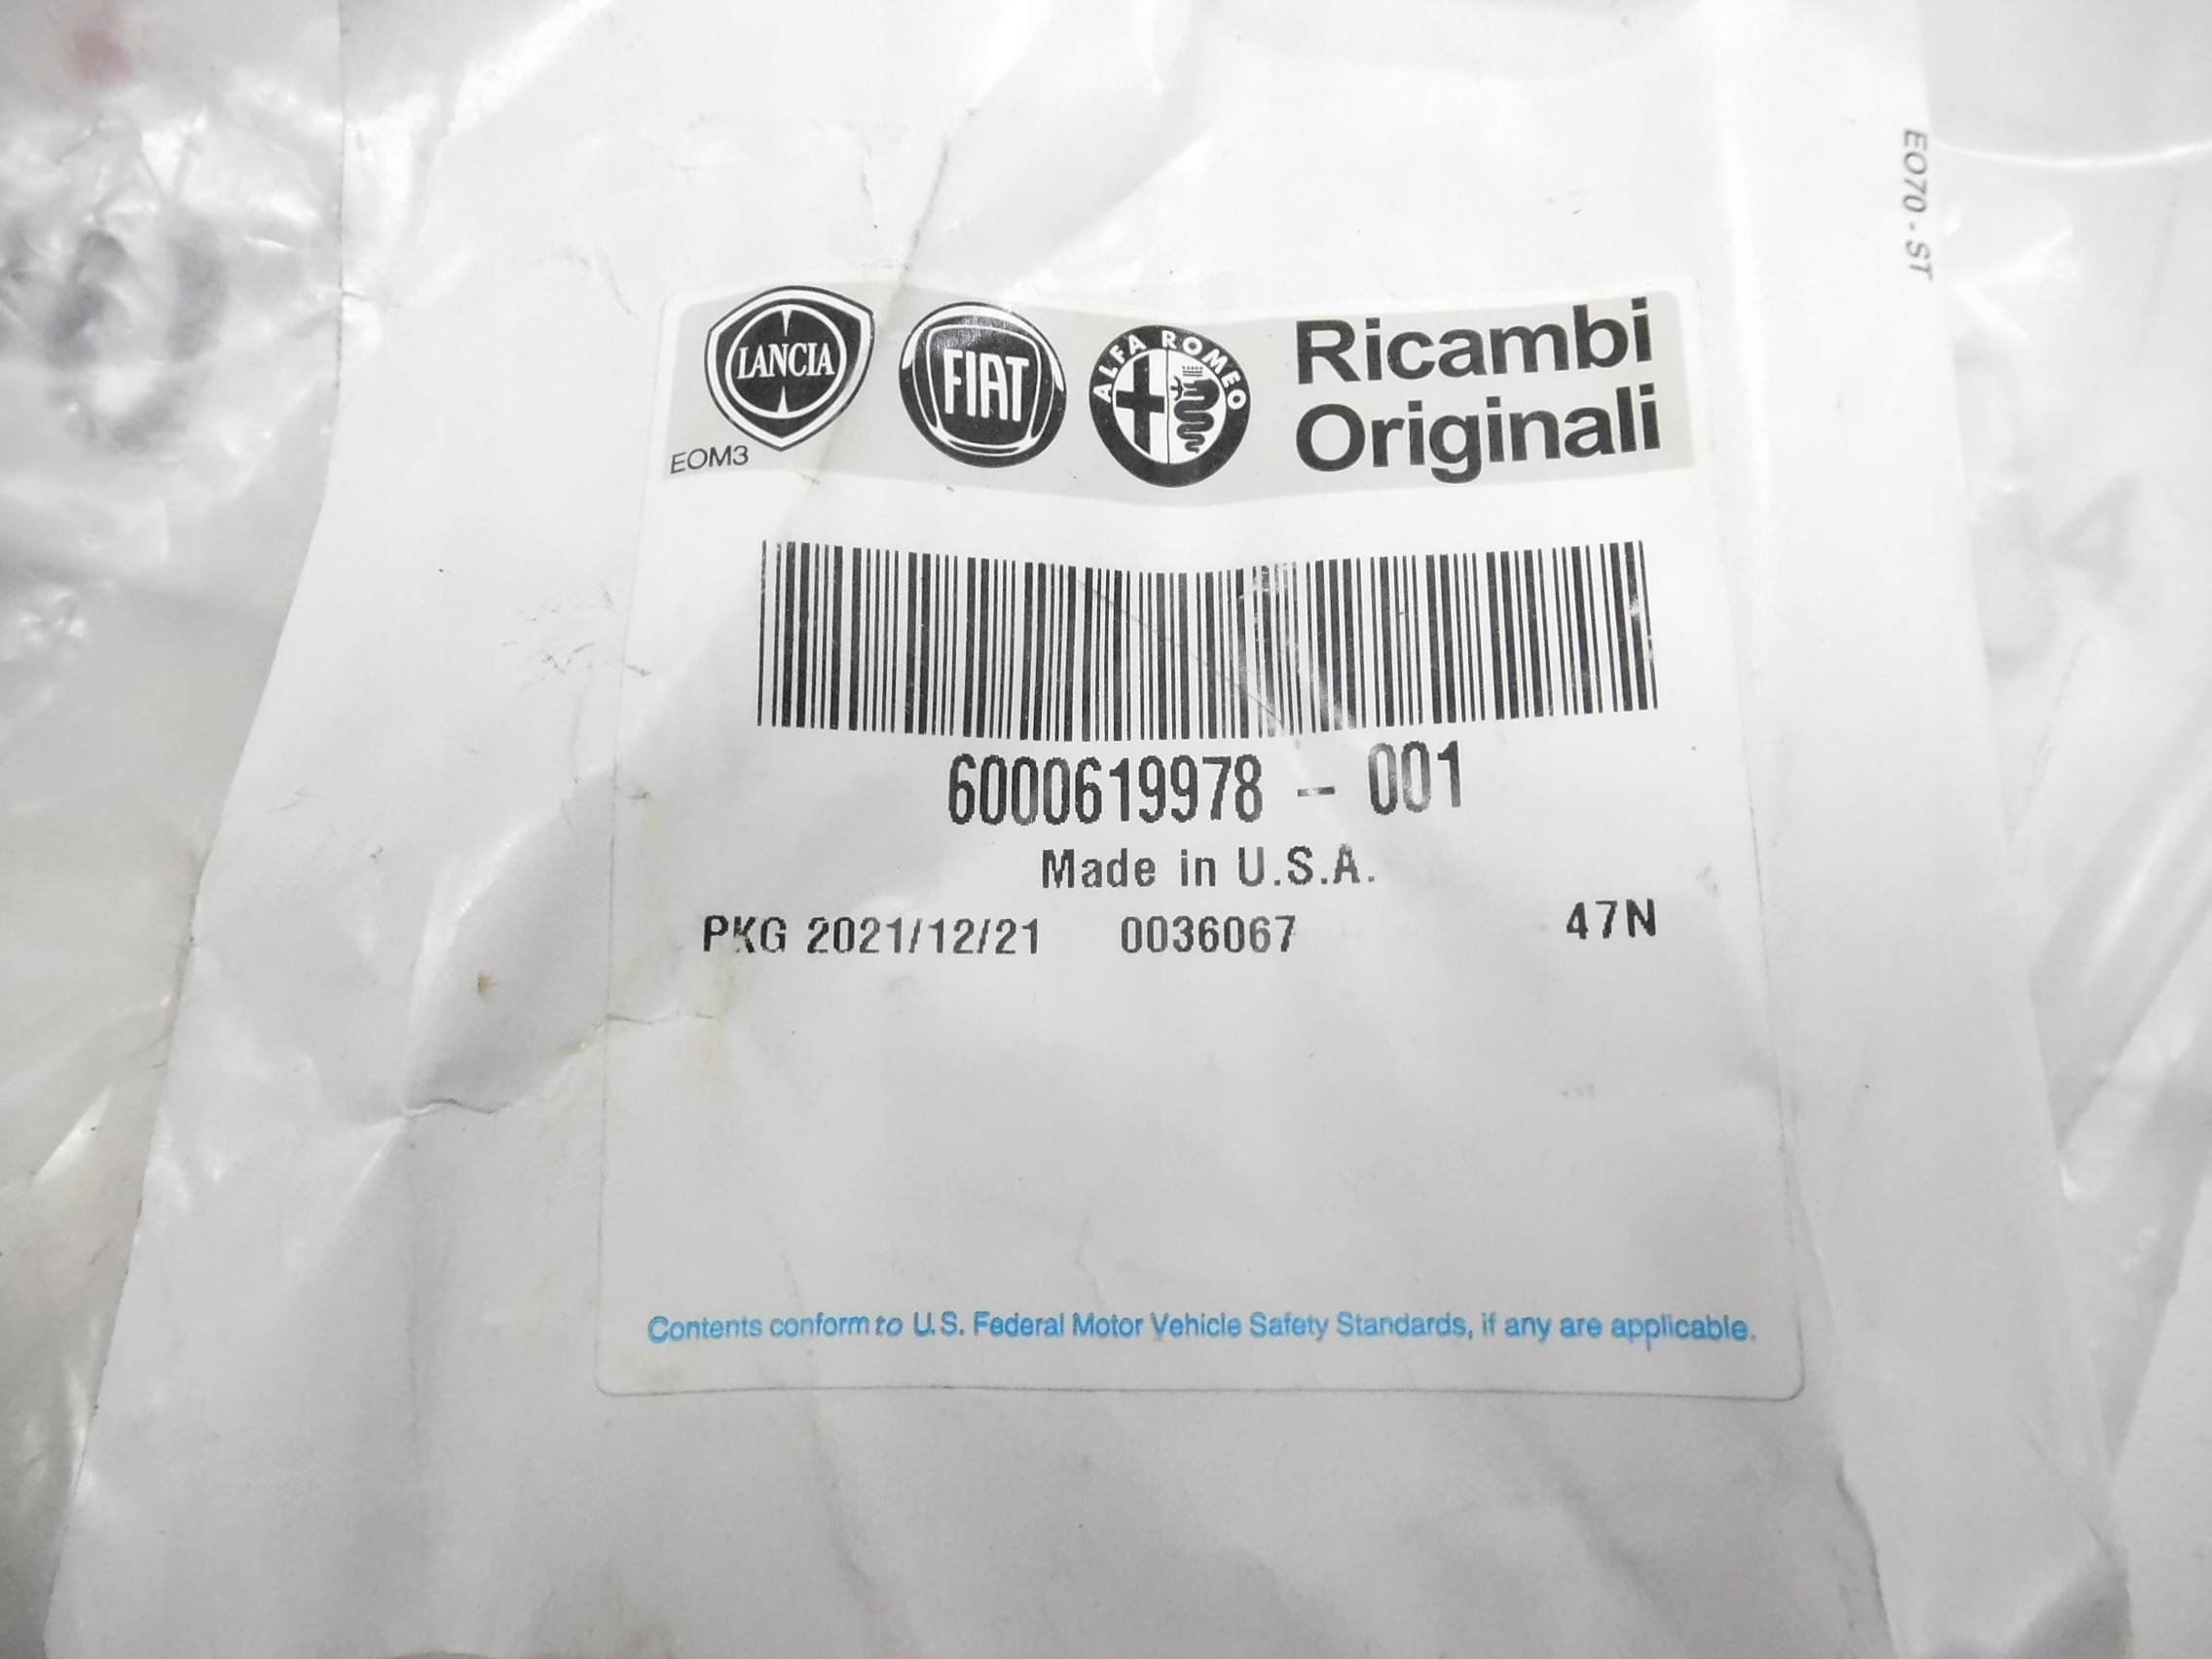 EO70 - ST
LANCIA
FIAT
ALFA ROMEO
Ricambi
Originali
EOM3
6000619978 - 001
Made in U.S.A.
PKG 2021/12/21 0036067 47N
Contents conform to U.S. Federal Motor Vehicle Safety Standards, if any are applicable.